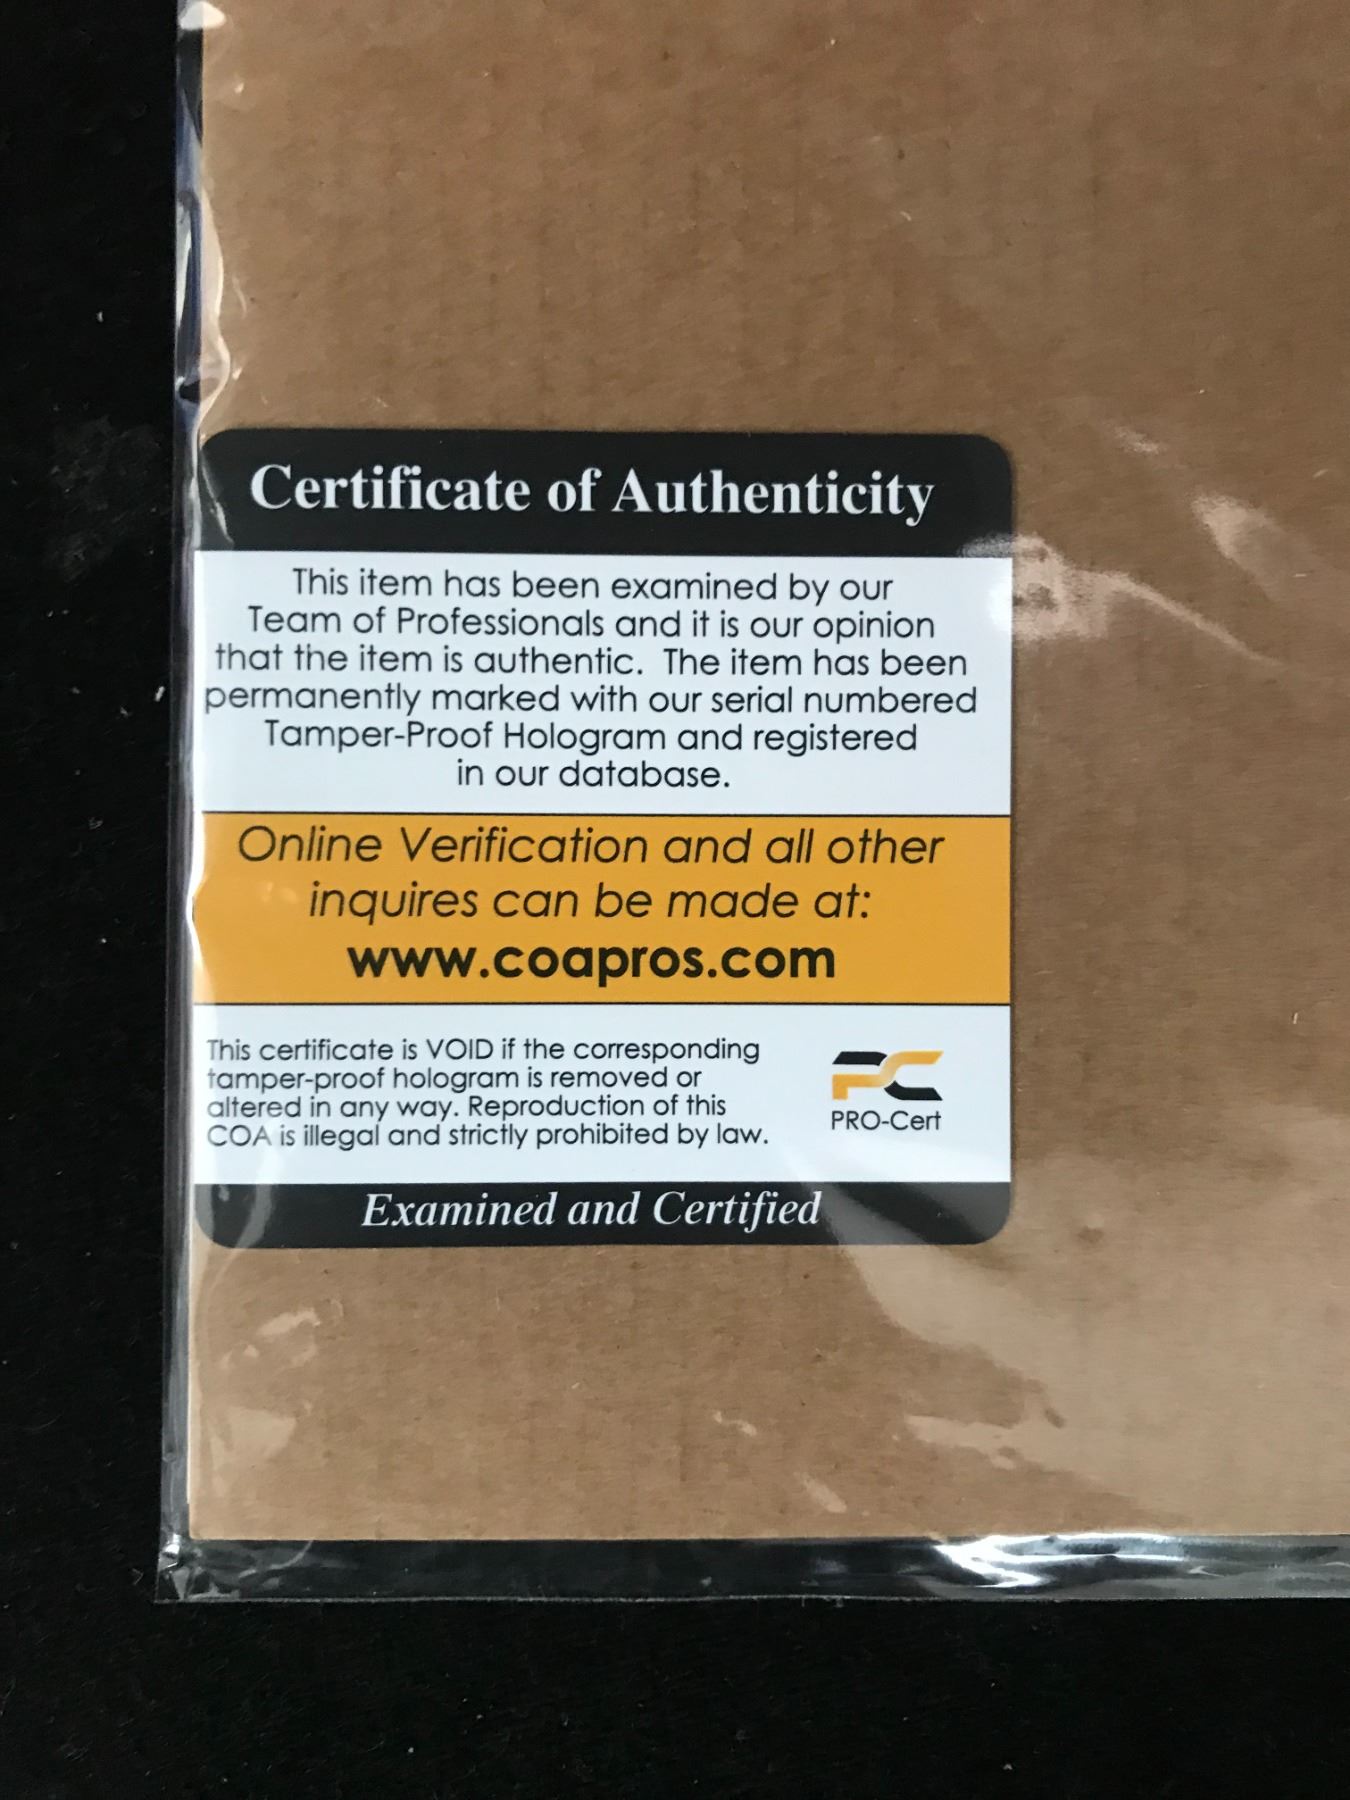 Certificate of Authenticity
This item has been examined by our
Team of Professionals and it is our opinion
that the item is authentic. The item has been
permanently marked with our serial numbered
Tamper-Proof Hologram and registered
in our database.
Online Verification and all other
inquires can be made at:
www.coapros.com
This certificate is VOID if the corresponding
tamper-proof hologram is removed or
altered in any way. Reproduction of this
COA is illegal and strictly prohibited by law.
PC
PRO-Cert
Examined and Certified